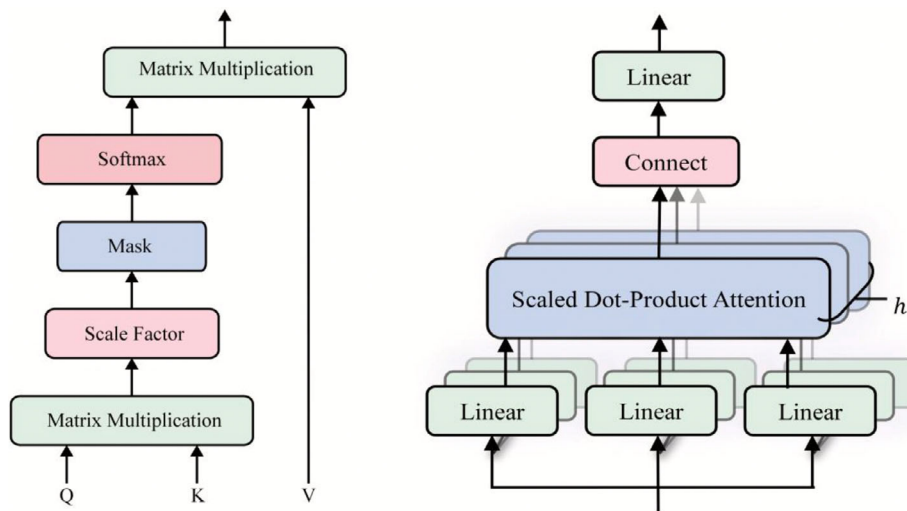 Matrix Multiplication
Softmax
Mask
Scale Factor
Matrix Multiplication
Q K V
Linear
Connect
Scaled Dot-Product Attention
h
Linear Linear Linear